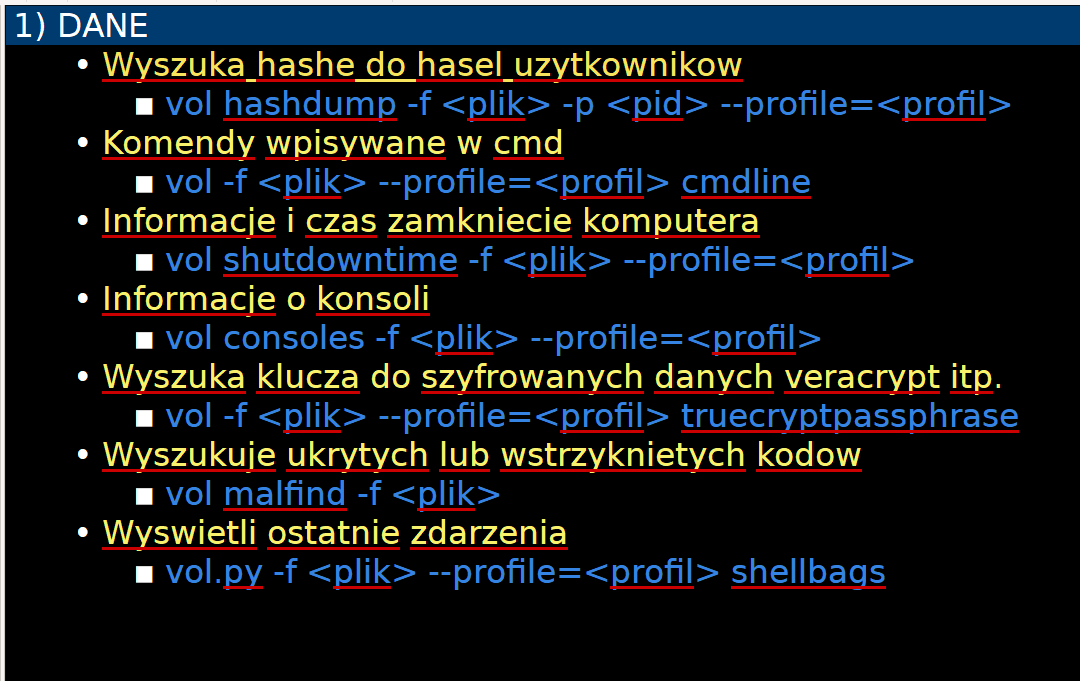 1) DANE
• Wyszuka hashe do hasel uzytkownikow
▪ vol hashdump -f <plik> -p <pid> --profile=<profil>
• Komendy wpisywane w cmd
▪ vol -f <plik> --profile=<profil> cmdline
• Informacje i czas zamkniecie komputera
▪ vol shutdowntime -f <plik> --profile=<profil>
• Informacje o konsoli
▪ vol consoles -f <plik> --profile=<profil>
• Wyszuka klucza do szyfrowanych danych veracrypt itp.
▪ vol -f <plik> --profile=<profil> truecryptpassphrase
• Wyszukuje ukrytych lub wstrzyknietych kodow
▪ vol malfind -f <plik>
• Wyswietli ostatnie zdarzenia
▪ vol.py -f <plik> --profile=<profil> shellbags